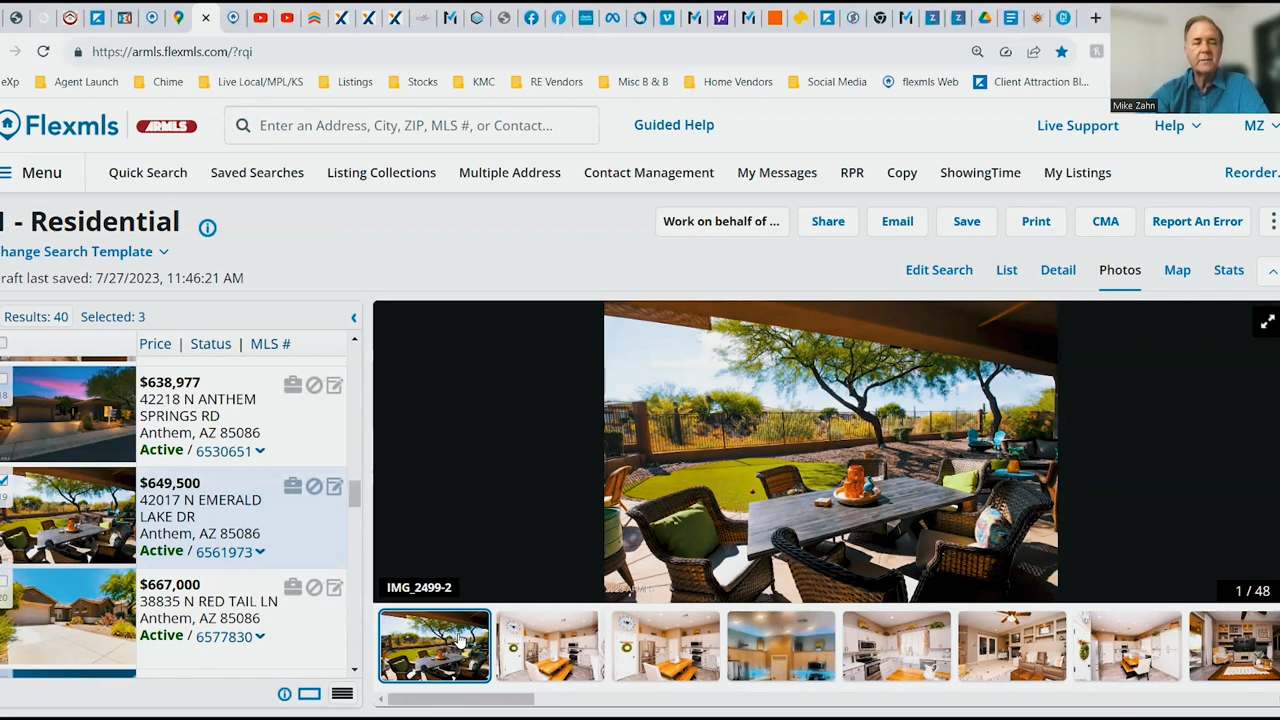 https://armls.flexmls.com/?rqi
eXp
Agent Launch
Chime
Live Local/MPL/KS
Listings
Stocks
KMC
RE Vendors
Misc B & B
Home Vendors
Social Media
flexmls Web
Client Attraction Bl...
Mike Zahn
Flexmls
ARMLS
Enter an Address, City, ZIP, MLS #, or Contact...
Guided Help
Live Support
Help
MZ
Menu
Quick Search
Saved Searches
Listing Collections
Multiple Address
Contact Management
My Messages
RPR
Copy
ShowingTime
My Listings
Reorder.
l - Residential
Work on behalf of ...
Share
Email
Save
Print
CMA
Report An Error
hange Search Template
raft last saved: 7/27/2023, 11:46:21 AM
Edit Search
List
Detail
Photos
Map
Stats
Results: 40
Selected: 3
Price | Status | MLS #
18
$638,977
42218 N ANTHEM
SPRINGS RD
Anthem, AZ 85086
Active / 6530651
19
$649,500
42017 N EMERALD
LAKE DR
Anthem, AZ 85086
Active / 6561973
20
$667,000
38835 N RED TAIL LN
Anthem, AZ 85086
Active / 6577830
IMG_2499-2
1 / 48